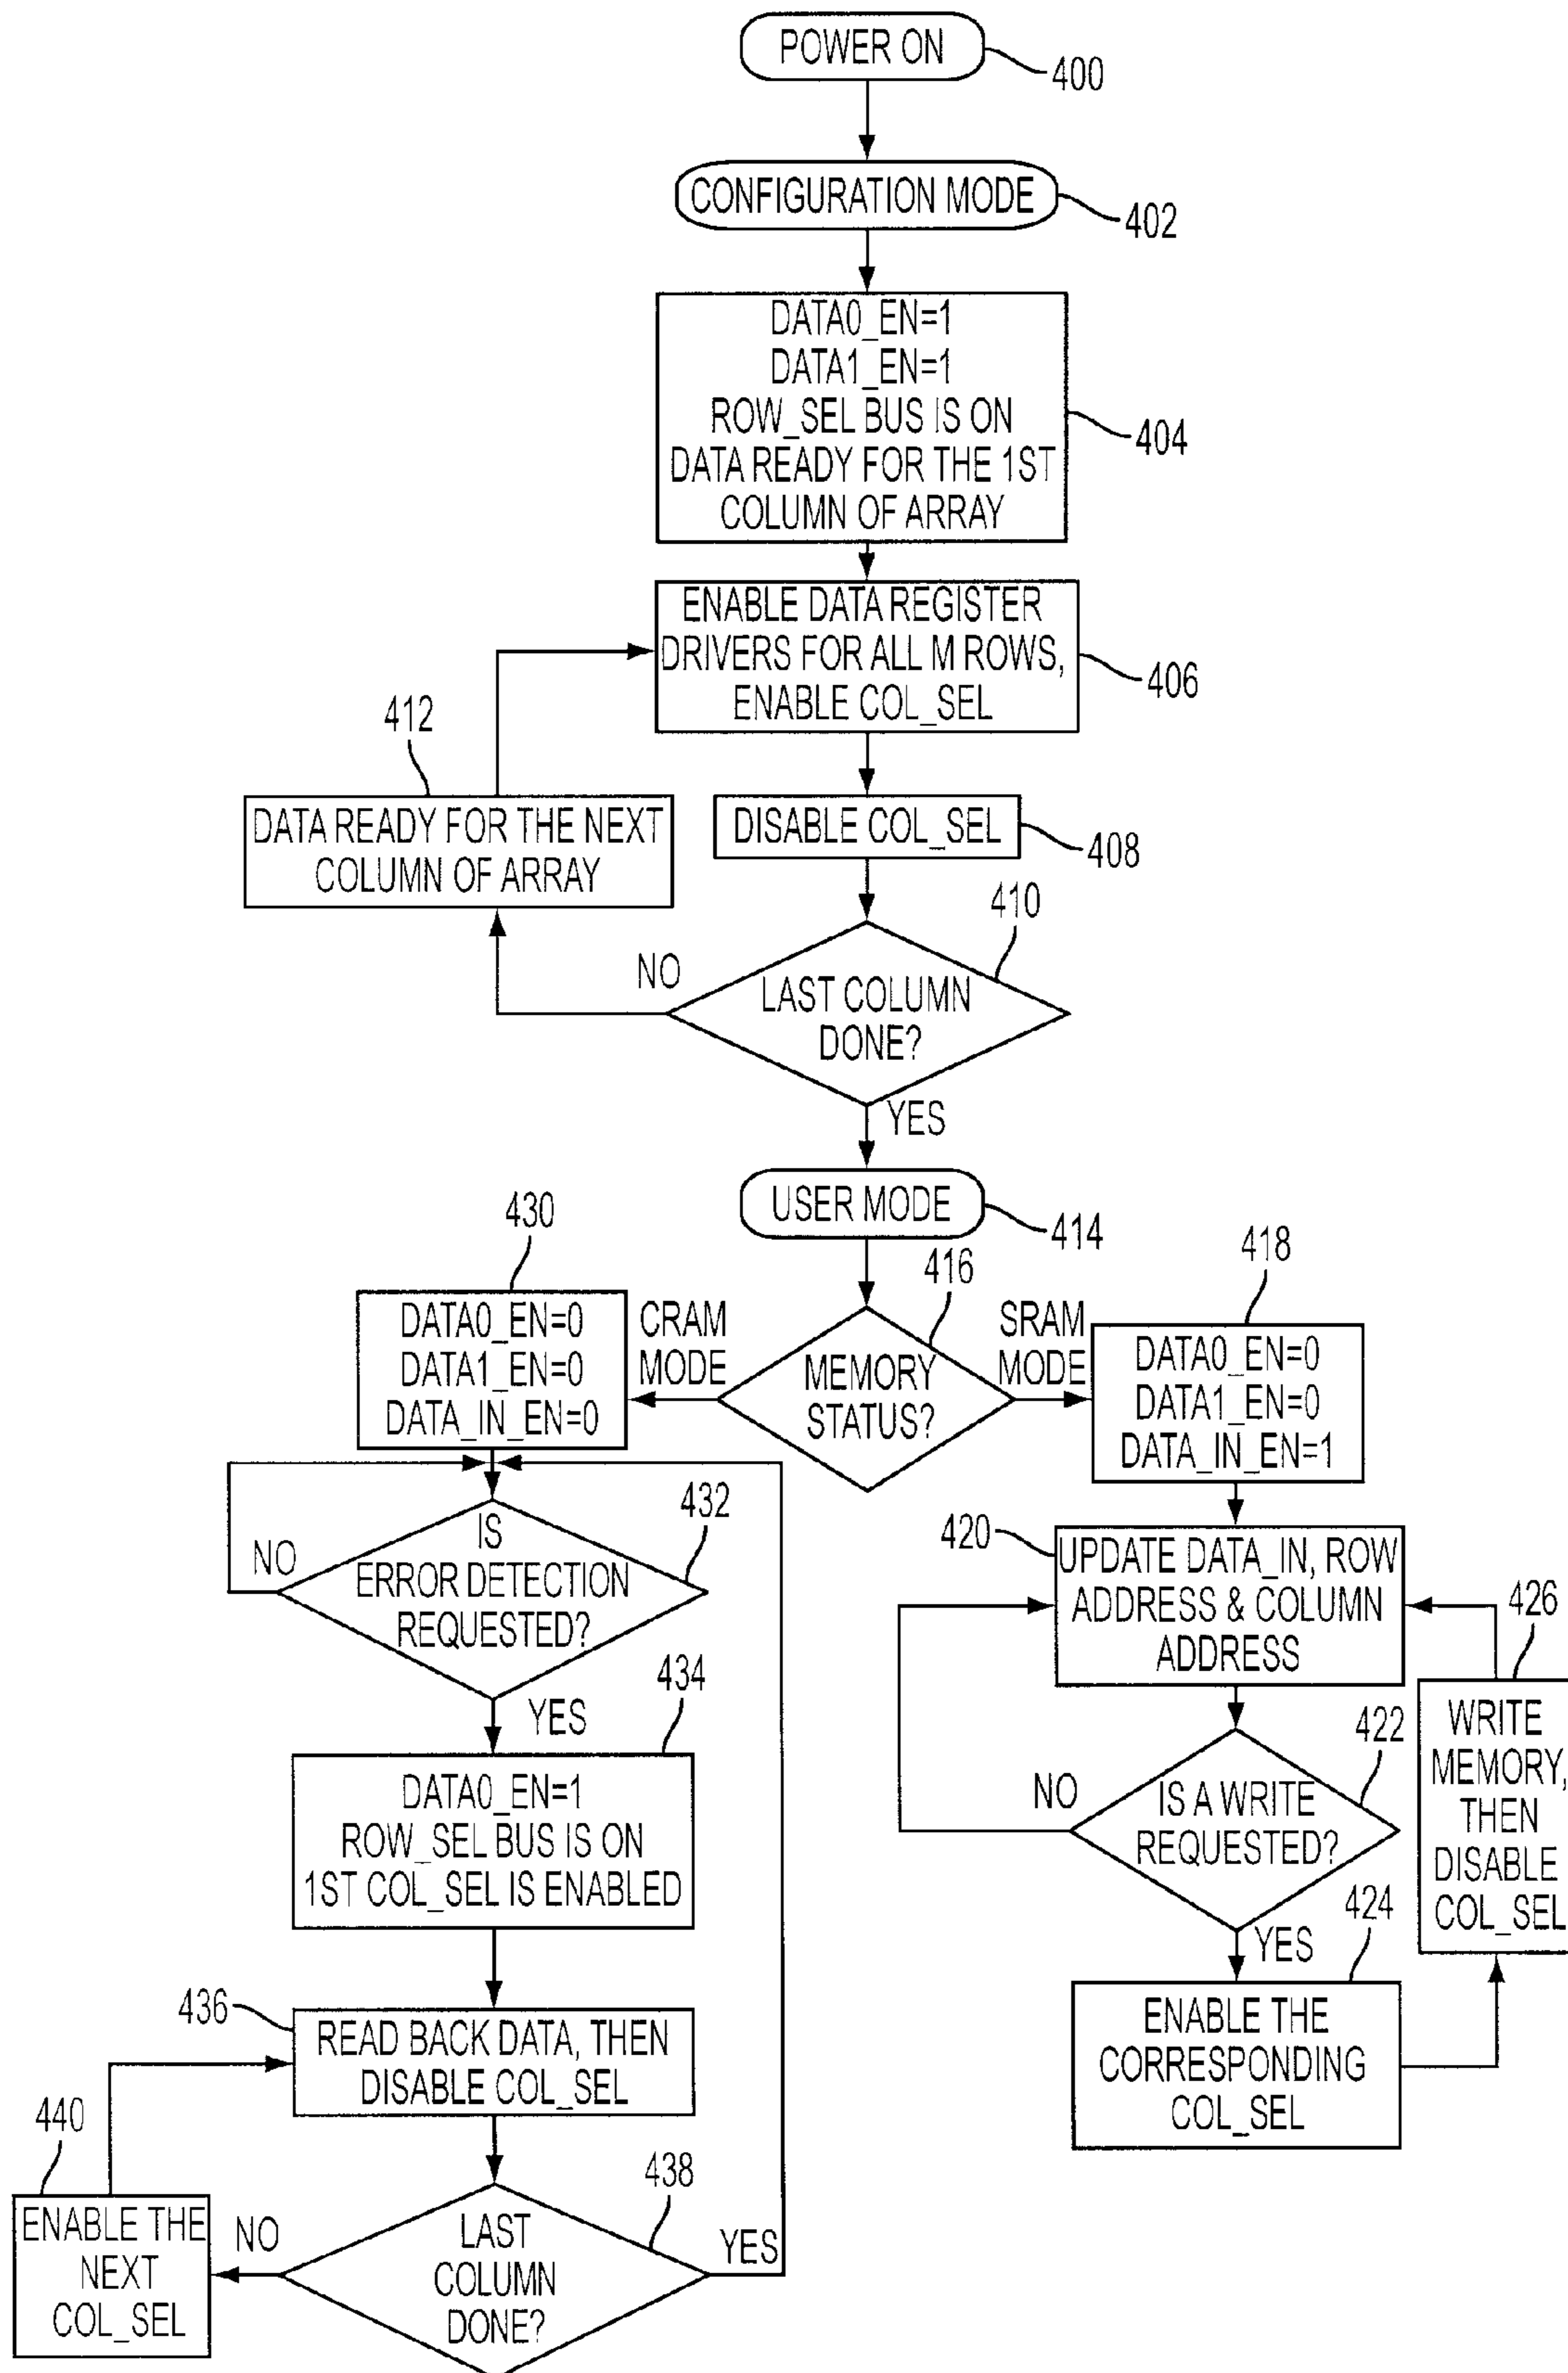 POWER ON
400
CONFIGURATION MODE
402
DATA0_EN=1
DATA1_EN=1
ROW_SEL BUS IS ON
DATA READY FOR THE 1ST
COLUMN OF ARRAY
404
ENABLE DATA REGISTER
DRIVERS FOR ALL M ROWS,
ENABLE COL_SEL
406
412
DATA READY FOR THE NEXT
COLUMN OF ARRAY
DISABLE COL_SEL
408
410
NO
LAST COLUMN
DONE?
YES
USER MODE
414
416
MEMORY
STATUS?
CRAM
MODE
SRAM
MODE
430
DATA0_EN=0
DATA1_EN=0
DATA_IN_EN=0
418
DATA0_EN=0
DATA1_EN=0
DATA_IN_EN=1
432
NO
IS
ERROR DETECTION
REQUESTED?
YES
434
DATA0_EN=1
ROW_SEL BUS IS ON
1ST COL_SEL IS ENABLED
436
READ BACK DATA, THEN
DISABLE COL_SEL
440
ENABLE THE
NEXT
COL_SEL
NO
438
LAST
COLUMN
DONE?
YES
420
UPDATE DATA_IN, ROW
ADDRESS & COLUMN
ADDRESS
422
NO
IS A WRITE
REQUESTED?
YES
424
ENABLE THE
CORRESPONDING
COL_SEL
426
WRITE
MEMORY,
THEN
DISABLE
COL_SEL